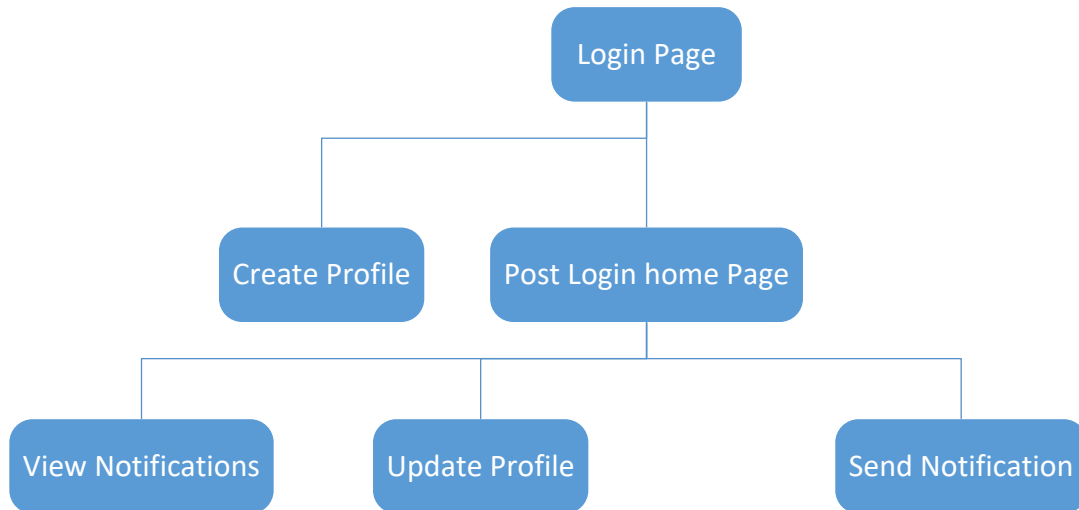 Login Page
Create Profile
Post Login home Page
View Notifications
Update Profile
Send Notification